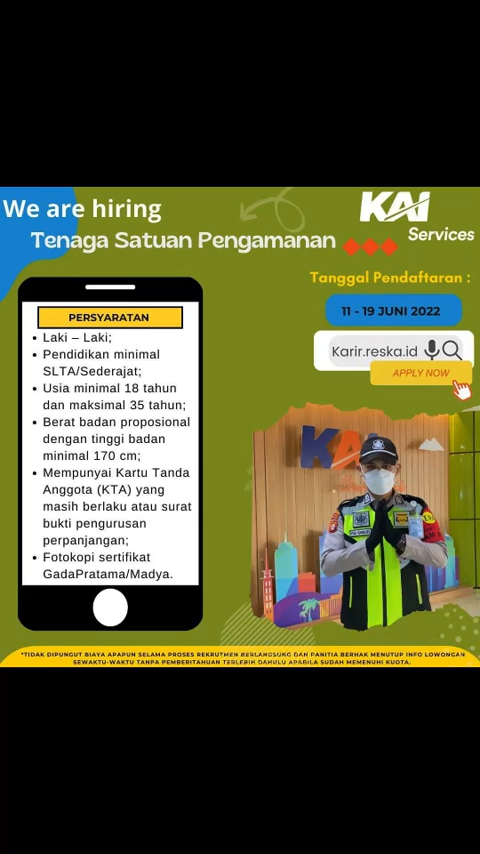 We are hiring
Tenaga Satuan Pengamanan
KAI
Services
Tanggal Pendaftaran :
11 - 19 JUNI 2022
Karir.reska.id
APPLY NOW
PERSYARATAN
• Laki – Laki;
• Pendidikan minimal
SLTA/Sederajat;
• Usia minimal 18 tahun
dan maksimal 35 tahun;
• Berat badan proposional
dengan tinggi badan
minimal 170 cm;
• Mempunyai Kartu Tanda
Anggota (KTA) yang
masih berlaku atau surat
bukti pengurusan
perpanjangan;
• Fotokopi sertifikat
GadaPratama/Madya.
KAI
*TIDAK DIPUNGUT BIAYA APAPUN SELAMA PROSES REKRUTMEN BERLANGSUNG DAN PANITIA BERHAK MENUTUP INFO LOWONGAN
SEWAKTU-WAKTU TANPA PEMBERITAHUAN TERLEBIH DAHULU APABILA SUDAH MEMENUHI KUOTA.